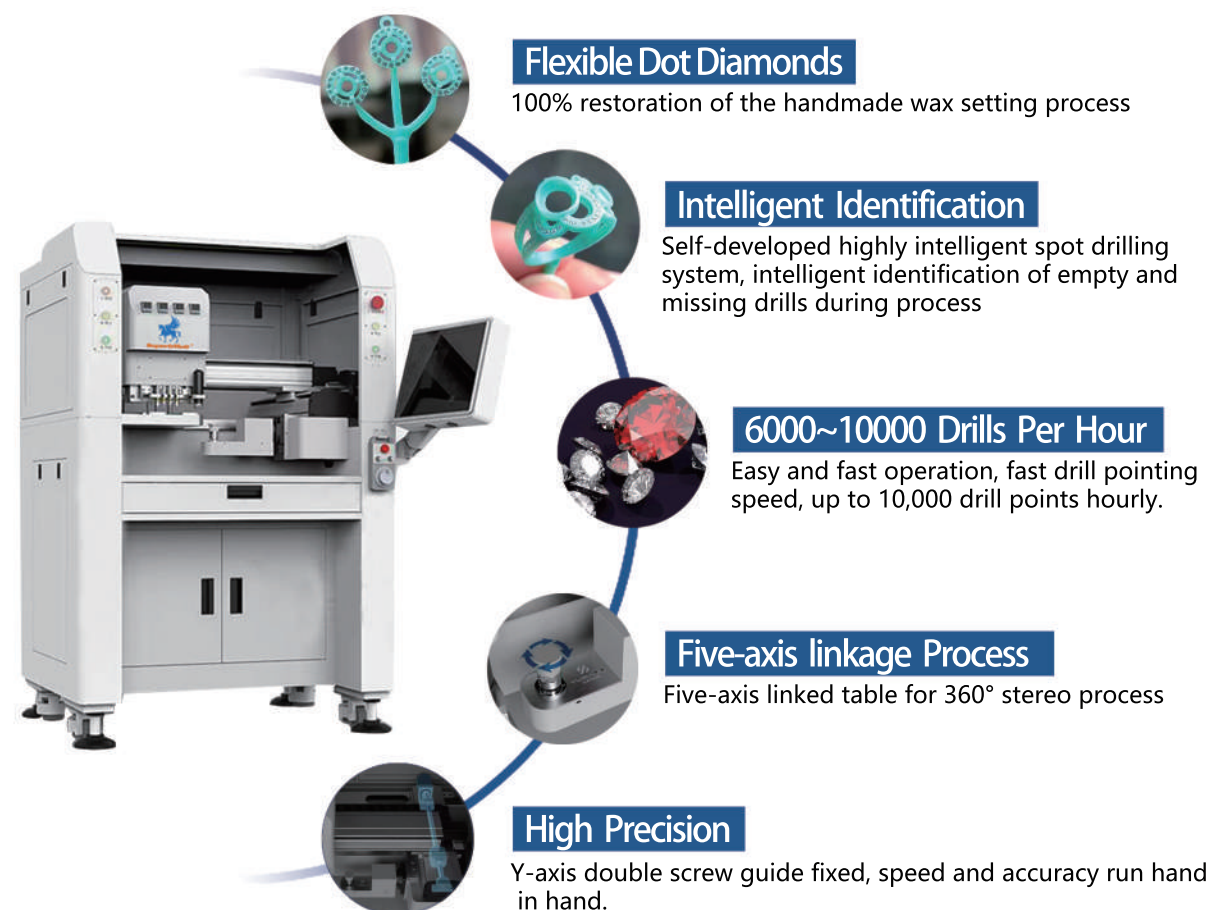 Flexible Dot Diamonds
100% restoration of the handmade wax setting process
Intelligent Identification
Self-developed highly intelligent spot drilling
system, intelligent identification of empty and
missing drills during process
6000~10000 Drills Per Hour
Easy and fast operation, fast drill pointing
speed, up to 10,000 drill points hourly.
Five-axis linkage Process
Five-axis linked table for 360° stereo process
High Precision
Y-axis double screw guide fixed, speed and accuracy run hand
in hand.